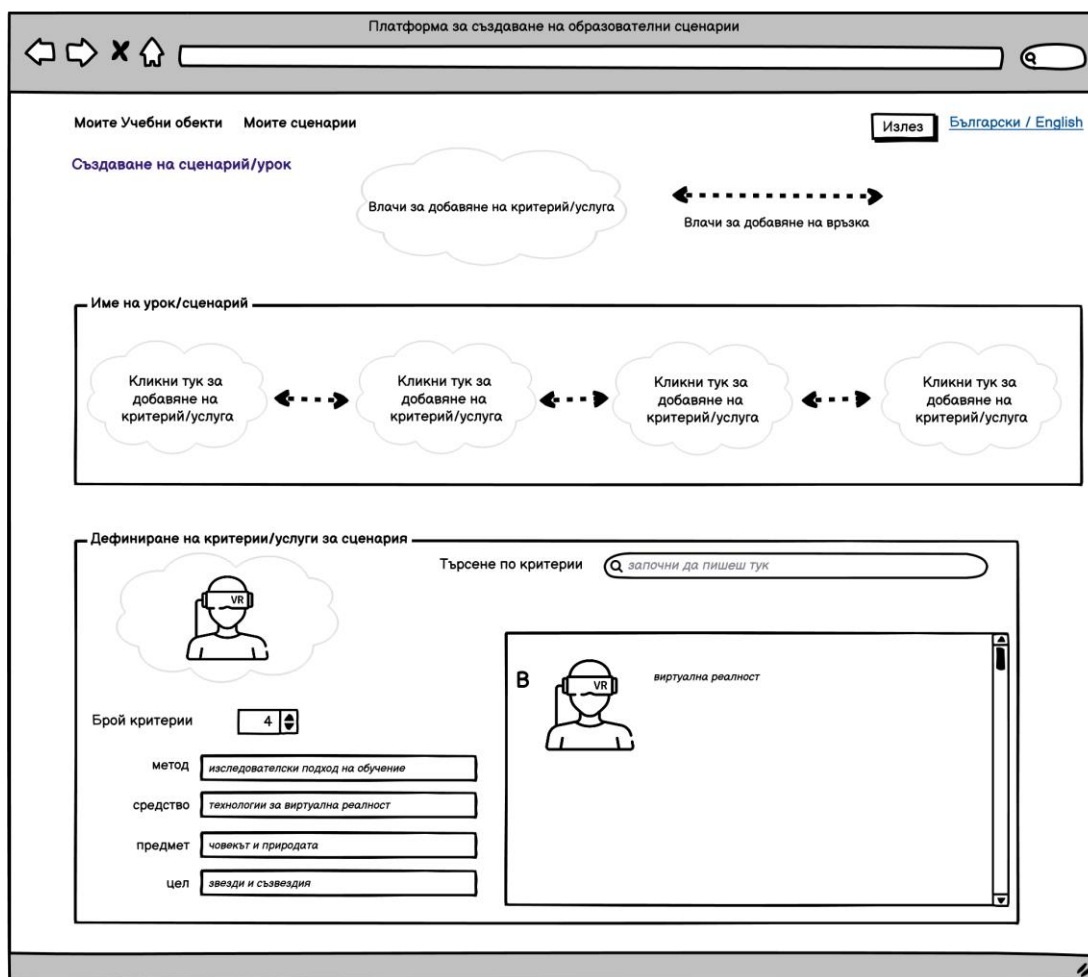 Платформа за създаване на образователни сценарии
Моите Учебни обекти
Моите сценарии
Излез
Български / English
Създаване на сценарий/урок
Влачи за добавяне на критерий/услуга
Влачи за добавяне на връзка
Име на урок/сценарий
Кликни тук за
добавяне на
критерий/услуга
Кликни тук за
добавяне на
критерий/услуга
Кликни тук за
добавяне на
критерий/услуга
Кликни тук за
добавяне на
критерий/услуга
Дефиниране на критерии/услуги за сценария
Търсене по критерии
започни да пишеш тук
VR
В
VR
виртуална реалност
Брой критерии
4
метод
изследователски подход на обучение
средство
технологии за виртуална реалност
предмет
човекът и природата
цел
звезди и съзвездия